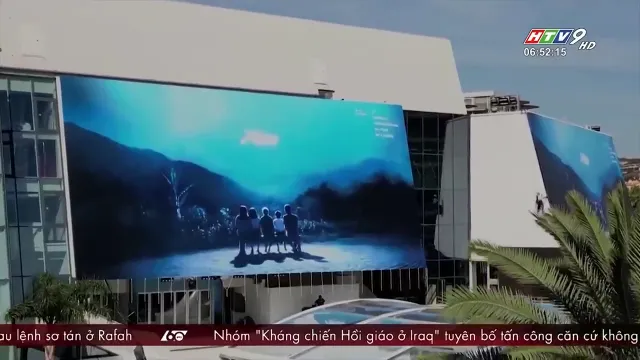 HTV9 HD
06:52:15
au lệnh sơ tán ở Rafah
60
Nhóm "Kháng chiến Hồi giáo ở Iraq" tuyên bố tấn công căn cứ không